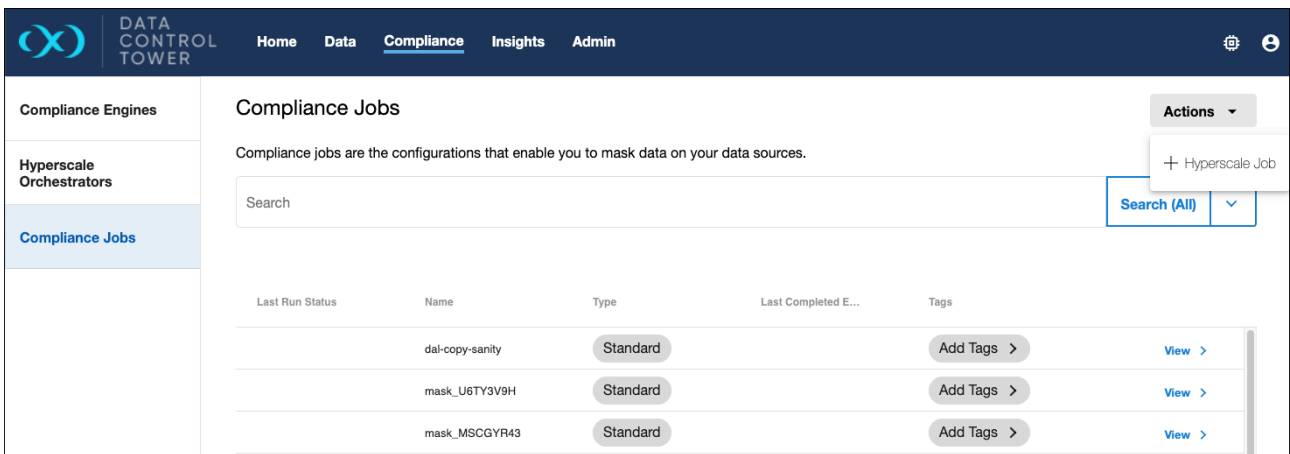 DATA
CONTROL
TOWER
Home Data Compliance Insights Admin
Compliance Engines
Hyperscale
Orchestrators
Compliance Jobs
Compliance Jobs
Actions
+ Hyperscale Job
Compliance jobs are the configurations that enable you to mask data on your data sources.
Search
Search (All)
Last Run Status Name Type Last Completed E... Tags
dal-copy-sanity Standard Add Tags > View >
mask_U6TY3V9H Standard Add Tags > View >
mask_MSCGYR43 Standard Add Tags > View >